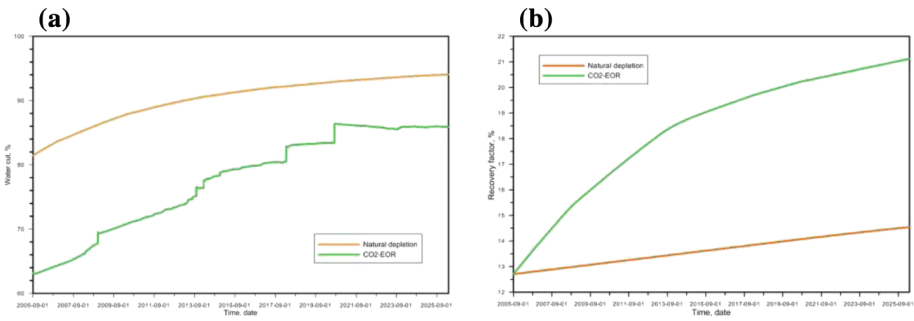 (a)
100
90
80
70
60
Water cut, %
Natural depletion
CO2-EOR
2005-09-01 2007-09-01 2009-09-01 2011-09-01 2013-09-01 2015-09-01 2017-09-01 2019-09-01 2021-09-01 2023-09-01 2025-09-01
Time, date
(b)
22
21
20
19
18
17
16
15
14
13
12
Recovery factor, %
Natural depletion
CO2-EOR
2005-09-01 2007-09-01 2009-09-01 2011-09-01 2013-09-01 2015-09-01 2017-09-01 2019-09-01 2021-09-01 2023-09-01 2025-09-01
Time, date